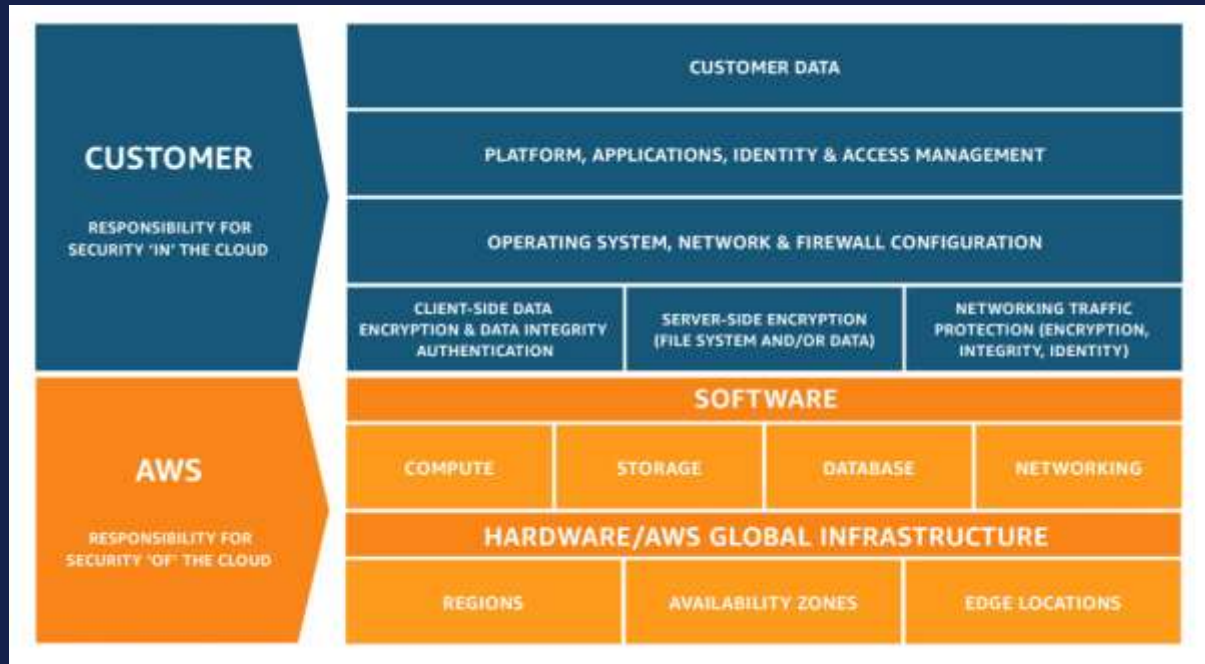 CUSTOMER
RESPONSIBILITY FOR
SECURITY 'IN' THE CLOUD
CUSTOMER DATA
PLATFORM, APPLICATIONS, IDENTITY & ACCESS MANAGEMENT
OPERATING SYSTEM, NETWORK & FIREWALL CONFIGURATION
CLIENT-SIDE DATA
ENCRYPTION & DATA INTEGRITY
AUTHENTICATION
SERVER-SIDE ENCRYPTION
(FILE SYSTEM AND/OR DATA)
NETWORKING TRAFFIC
PROTECTION (ENCRYPTION,
INTEGRITY, IDENTITY)
AWS
RESPONSIBILITY FOR
SECURITY 'OF' THE CLOUD
SOFTWARE
COMPUTE
STORAGE
DATABASE
NETWORKING
HARDWARE/AWS GLOBAL INFRASTRUCTURE
REGIONS
AVAILABILITY ZONES
EDGE LOCATIONS